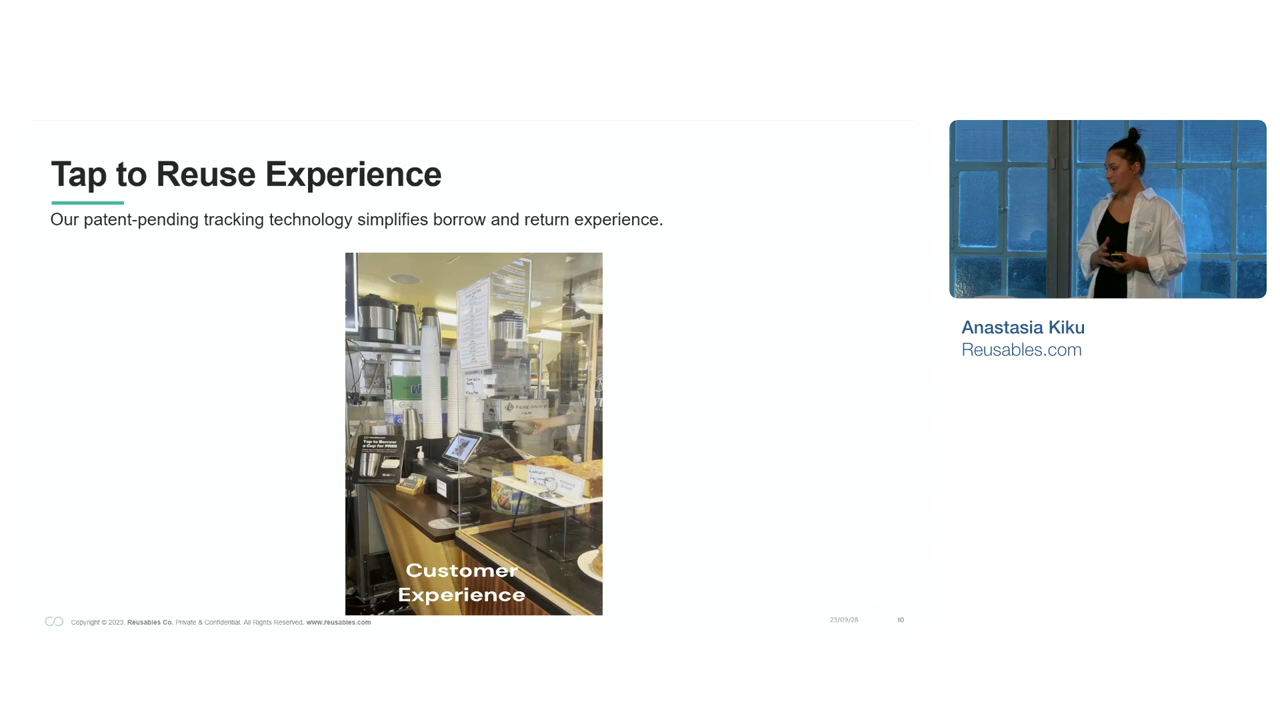 Tap to Reuse Experience
Our patent-pending tracking technology simplifies borrow and return experience.
Tap to Borrow
a Cup for FREE!
Customer
Experience
Copyright © 2023. Reusables Co. Private & Confidential. All Rights Reserved. www.reusables.com
23/09/28
10
Anastasia Kiku
Reusables.com